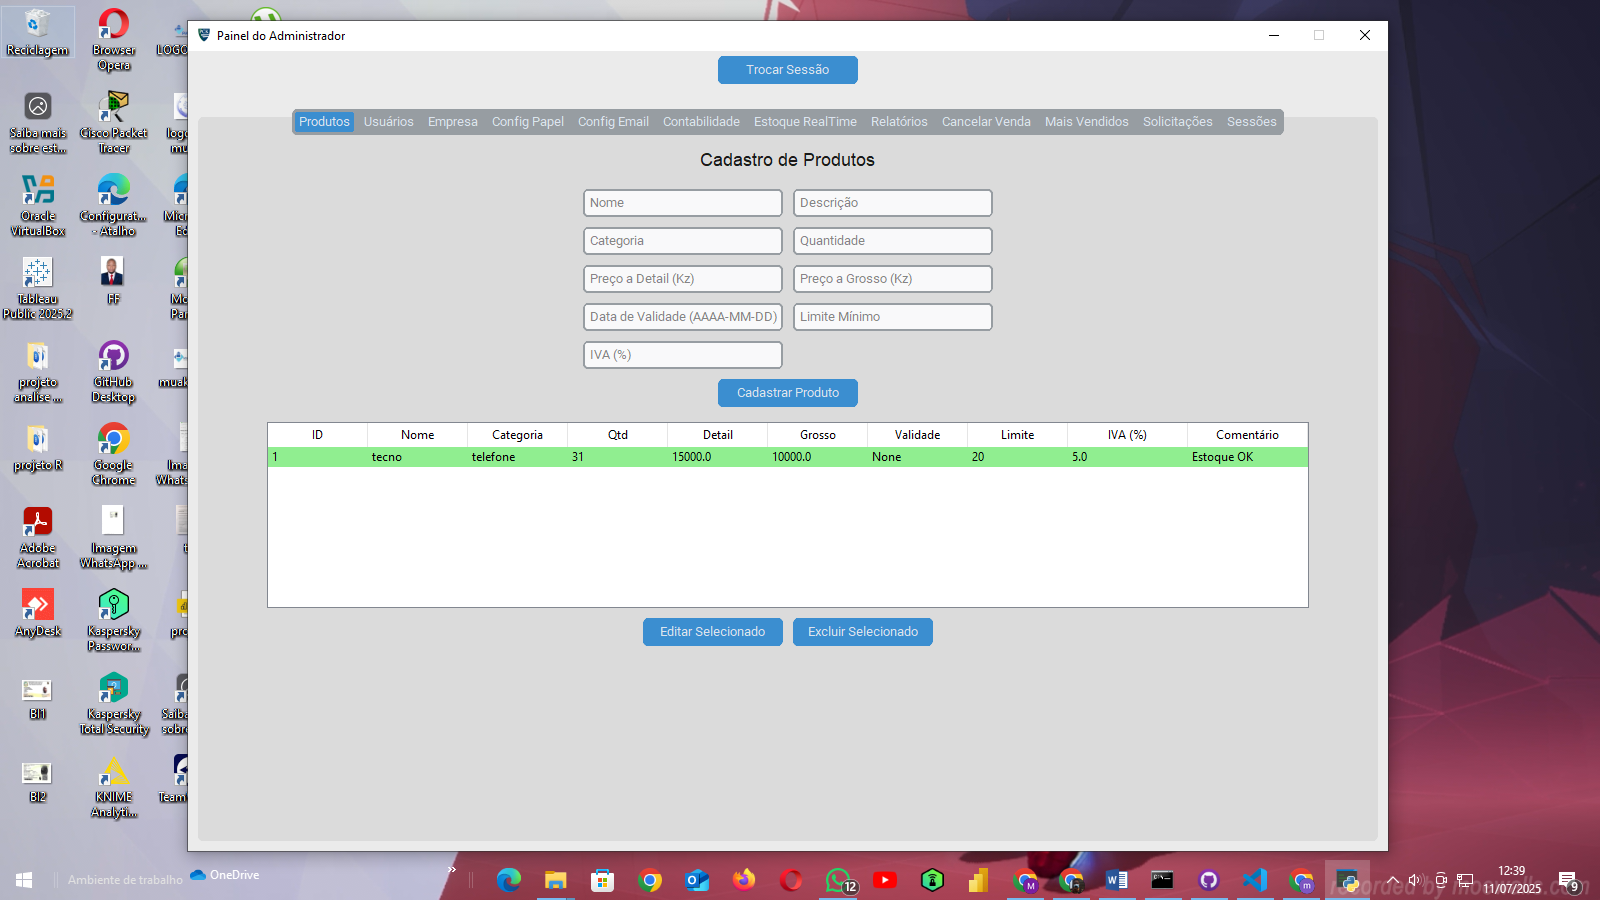 Painel do Administrador
Trocar Sessão
Produtos Usuários Empresa Config Papel Config Email Contabilidade Estoque RealTime Relatórios Cancelar Venda Mais Vendidos Solicitações Sessões
Cadastro de Produtos
Nome Descrição
Categoria Quantidade
Preço a Detail (Kz) Preço a Grosso (Kz)
Data de Validade (AAAA-MM-DD) Limite Mínimo
IVA (%)
Cadastrar Produto
ID Nome Categoria Qtd Detail Grosso Validade Limite IVA (%) Comentário
1 tecno telefone 31 15000.0 10000.0 None 20 5.0 Estoque OK
Editar Selecionado Excluir Selecionado
Reciclagem
Browser
Opera
LOGO
Saiba mais
sobre est...
Cisco Packet
Tracer
logo
mu
Oracle
VirtualBox
Configurat...
- Atalho
Micr
Ed
Tableau
Public 2025.2
FF
Mc
Par
projeto
analise ...
GitHub
Desktop
muak
projeto R
Google
Chrome
Ima
Whats
Adobe
Acrobat
Imagem
WhatsApp ...
t
AnyDesk
Kaspersky
Passwor...
pro
BI1
Kaspersky
Total Security
Saiba
sobre
BI2
KNIME
Analyti...
Team
Ambiente de trabalho
OneDrive
»
12
12:39
11/07/2025
9